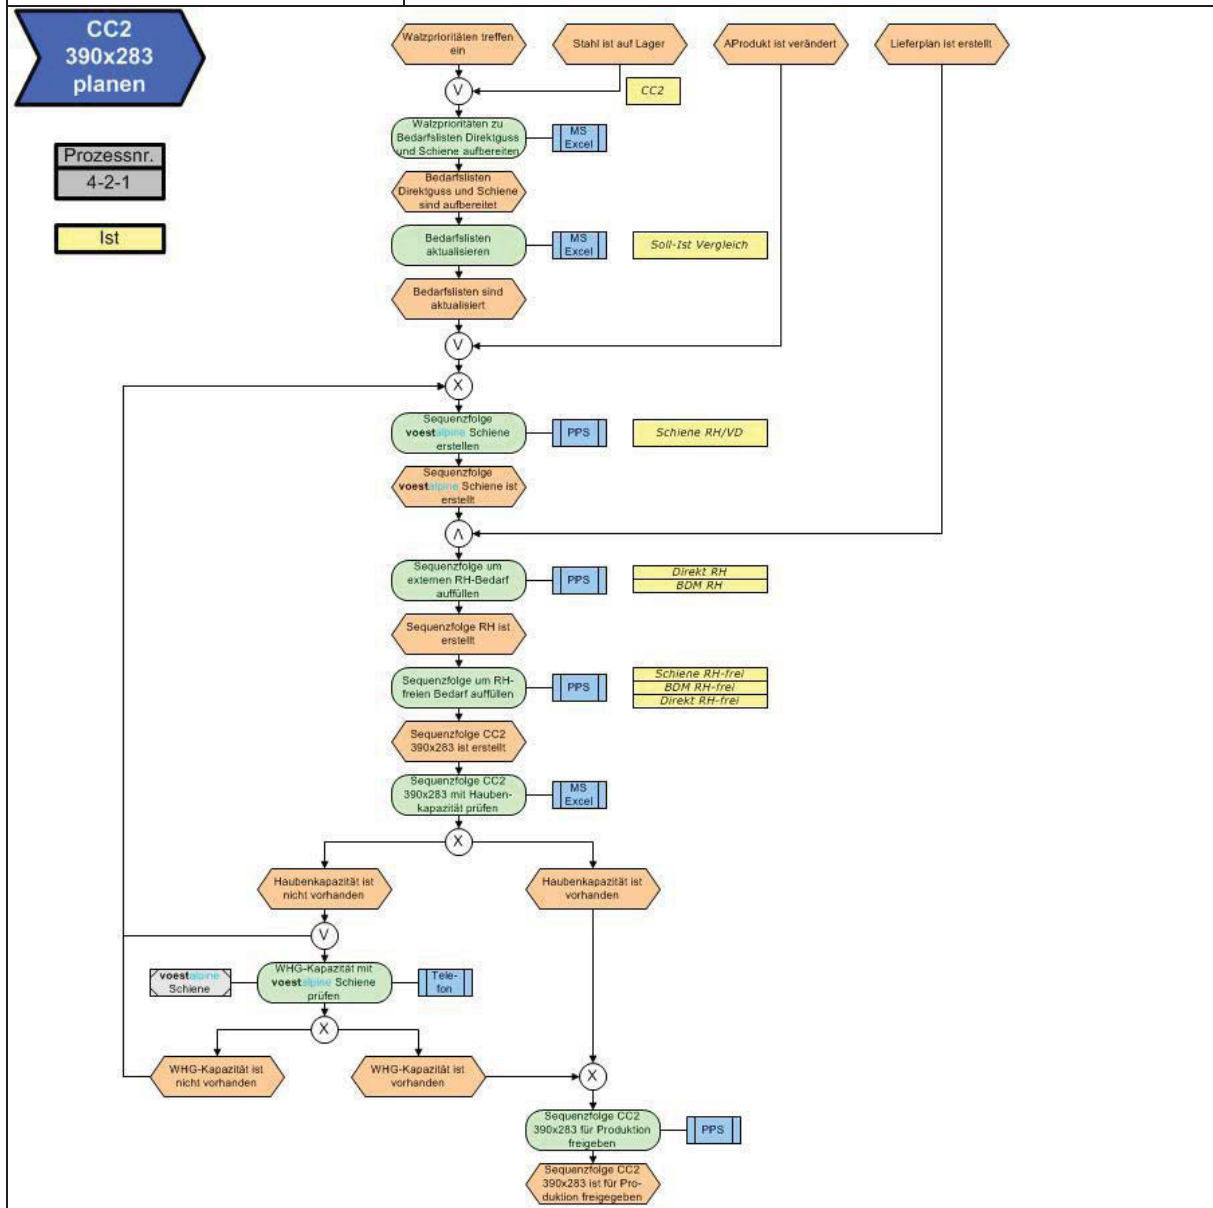 CC2
390x283
planen
Prozessnr.
4-2-1
Ist
Walzprioritäten treffen
ein
Stahl ist auf Lager
AProdukt ist verändert
Lieferplan ist erstellt
V
CC2
Walzprioritäten zu
Bedarfslisten Direktguss
und Schiene aufbereiten
MS
Excel
Bedarfslisten
Direktguss und Schiene
sind aufbereitet
Bedarfslisten
aktualisieren
MS
Excel
Soll-Ist Vergleich
Bedarfslisten sind
aktualisiert
V
X
Sequenzfolge
voestalpine Schiene
erstellen
PPS
Schiene RH/VD
Sequenzfolge
voestalpine Schiene ist
erstellt
Λ
Sequenzfolge um
externen RH-Bedarf
auffüllen
PPS
Direkt RH
BDM RH
Sequenzfolge RH ist
erstellt
Sequenzfolge um RH-
freien Bedarf auffüllen
PPS
Schiene RH-frei
BDM RH-frei
Direkt RH-frei
Sequenzfolge CC2
390x283 ist erstellt
Sequenzfolge CC2
390x283 mit Hauben-
kapazität prüfen
MS
Excel
X
Haubenkapazität ist
nicht vorhanden
Haubenkapazität ist
vorhanden
V
voestalpine
Schiene
WHG-Kapazität mit
voestalpine Schiene
prüfen
Tele-
fon
X
WHG-Kapazität ist
nicht vorhanden
WHG-Kapazität ist
vorhanden
X
Sequenzfolge CC2
390x283 für Produktion
freigeben
PPS
Sequenzfolge CC2
390x283 ist für Pro-
duktion freigegeben